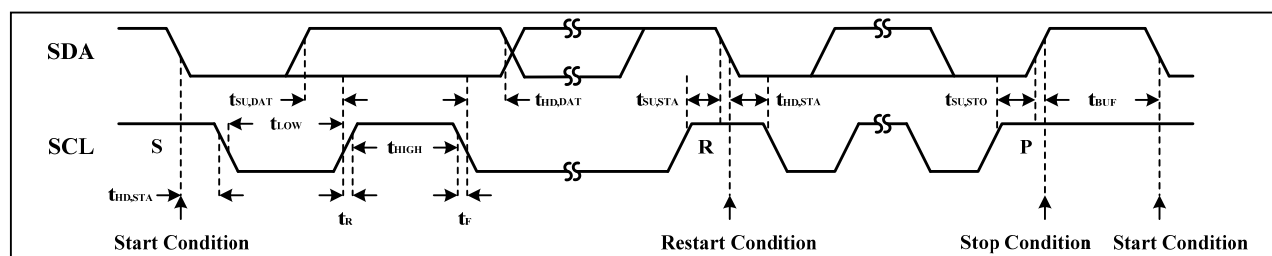 SDA
tSU,DAT
tHD,DAT
tSU,STA
tHD,STA
tSU,STO
tBUF
tLOW
SCL
S
tHIGH
R
P
tHD,STA
tR
tF
Start Condition
Restart Condition
Stop Condition
Start Condition